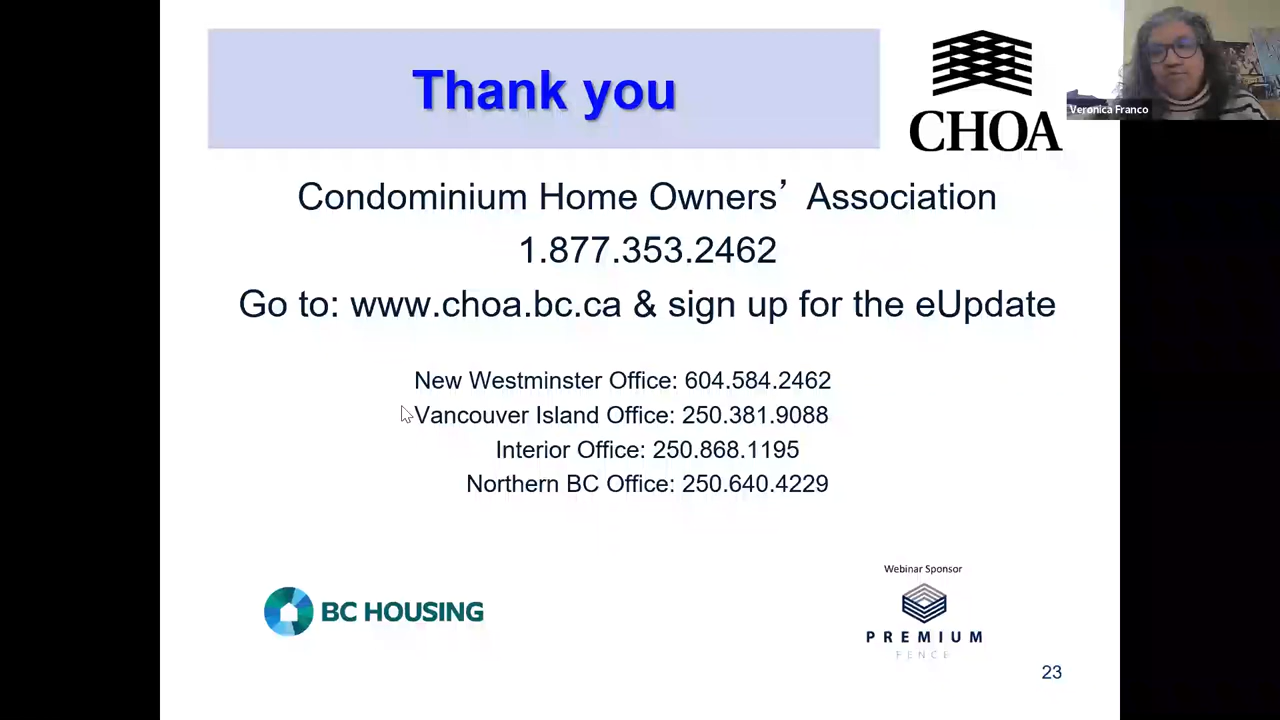 Thank you
CHOA
Veronica Franco
Condominium Home Owners’ Association
1.877.353.2462
Go to: www.choa.bc.ca & sign up for the eUpdate
New Westminster Office: 604.584.2462
Vancouver Island Office: 250.381.9088
Interior Office: 250.868.1195
Northern BC Office: 250.640.4229
BC HOUSING
Webinar Sponsor
PREMIUM
FENCE
23